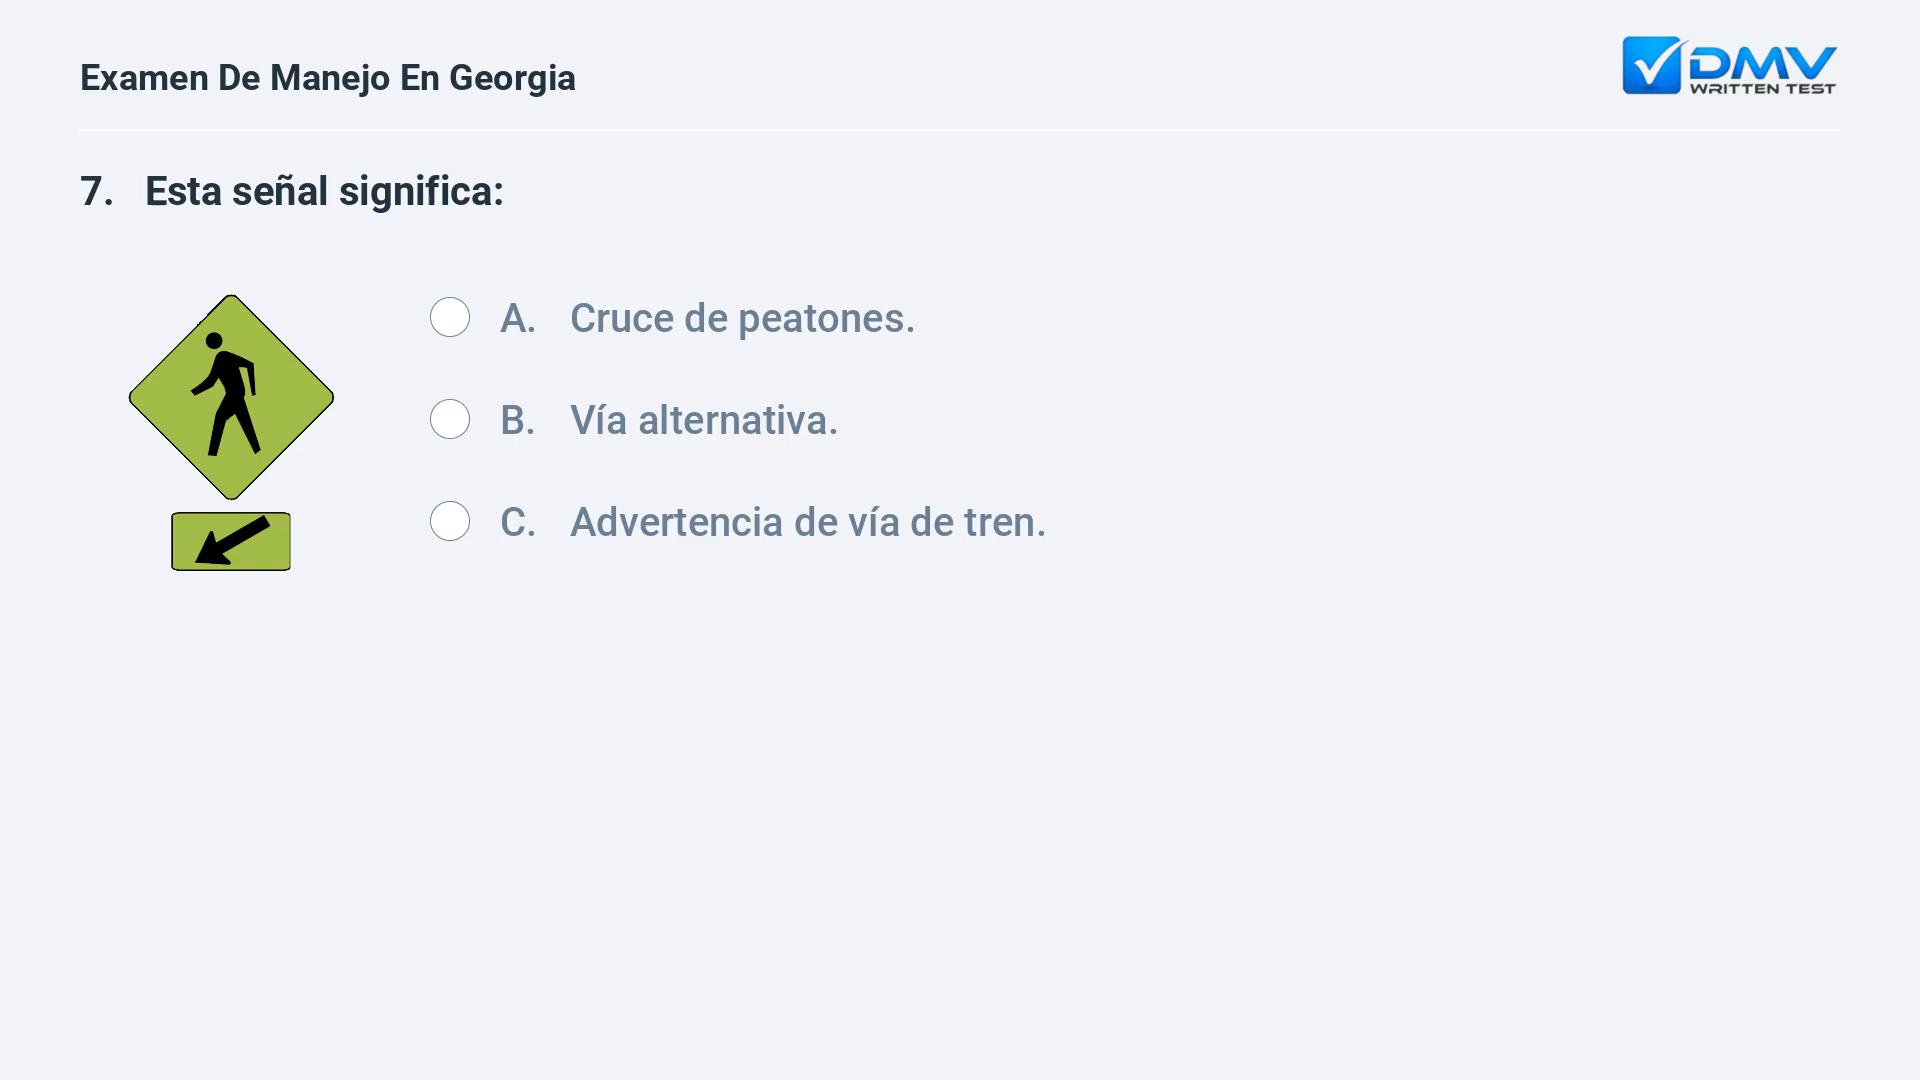 Examen De Manejo En Georgia
DMV
WRITTEN TEST
7. Esta señal significa:
A. Cruce de peatones.
B. Vía alternativa.
C. Advertencia de vía de tren.